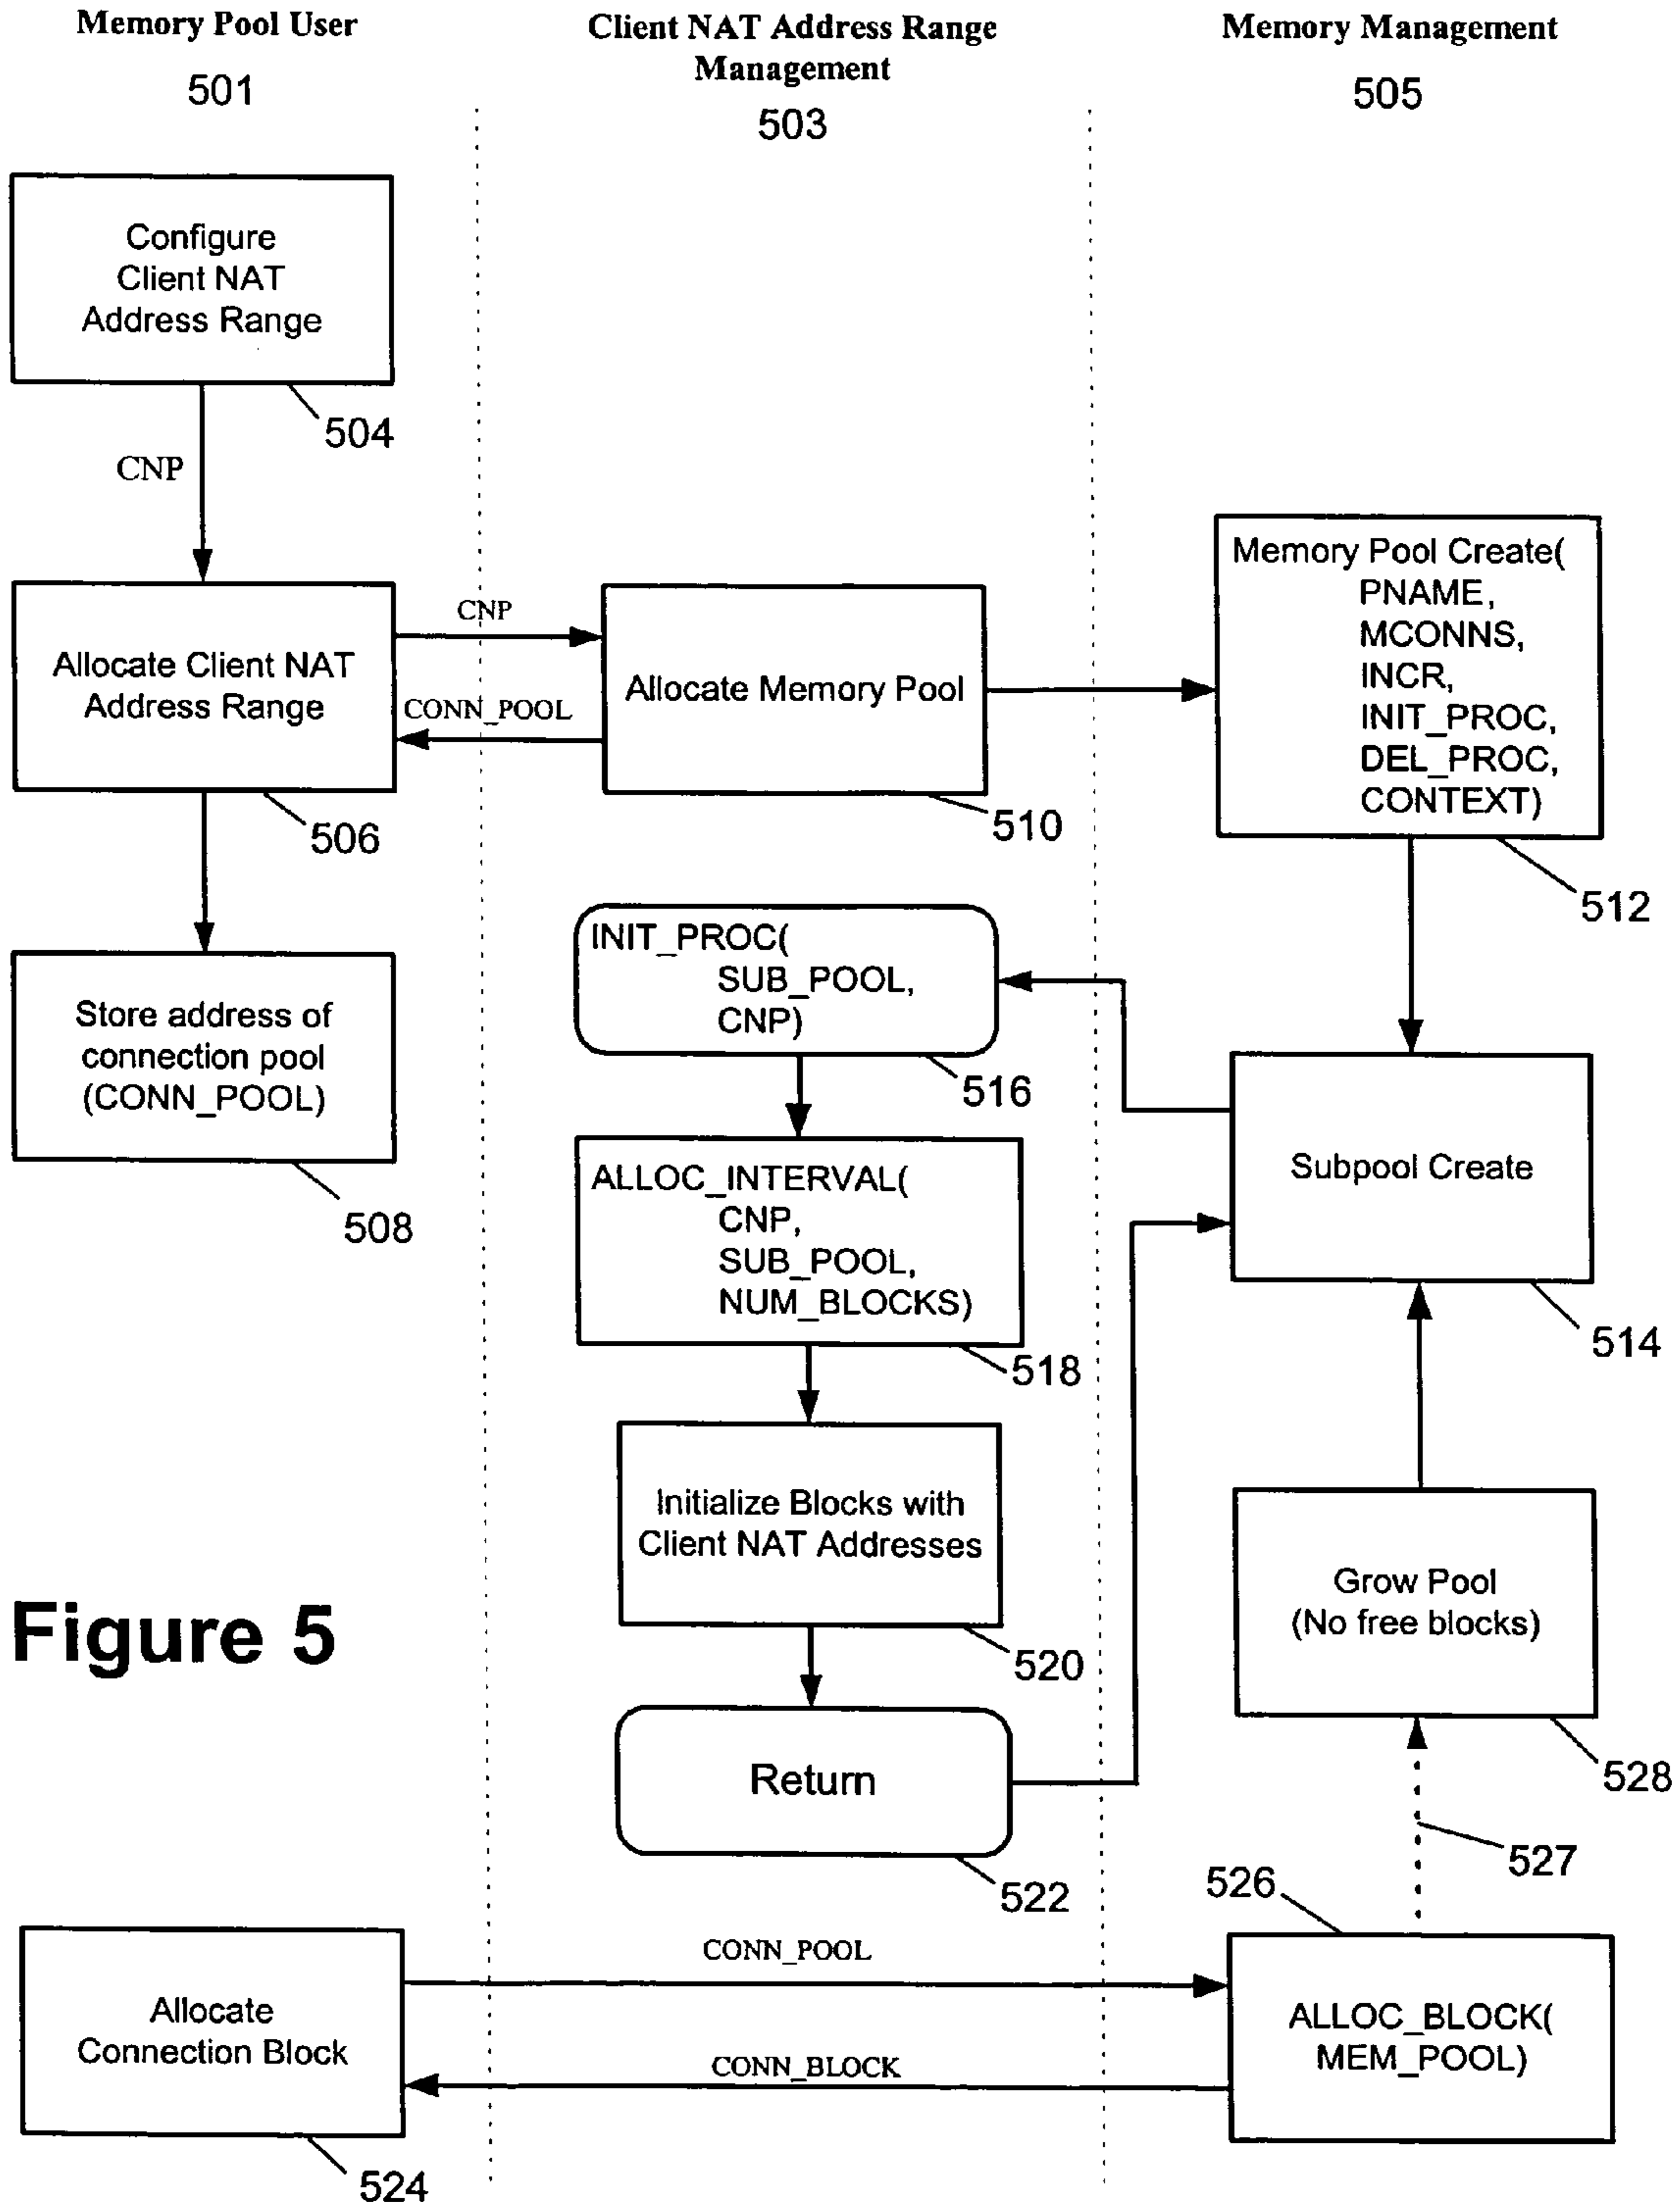 Memory Pool User
501
Client NAT Address Range
Management
503
Memory Management
505
Configure
Client NAT
Address Range
504
CNP
Allocate Client NAT
Address Range
506
CNP
CONN_POOL
Allocate Memory Pool
510
Memory Pool Create(
PNAME,
MCONNS,
INCR,
INIT_PROC,
DEL_PROC,
CONTEXT)
512
Store address of
connection pool
(CONN_POOL)
508
INIT_PROC(
SUB_POOL,
CNP)
516
ALLOC_INTERVAL(
CNP,
SUB_POOL,
NUM_BLOCKS)
518
Subpool Create
514
Initialize Blocks with
Client NAT Addresses
520
Grow Pool
(No free blocks)
528
Figure 5
Return
522
527
526
Allocate
Connection Block
524
CONN_POOL
CONN_BLOCK
ALLOC_BLOCK(
MEM_POOL)